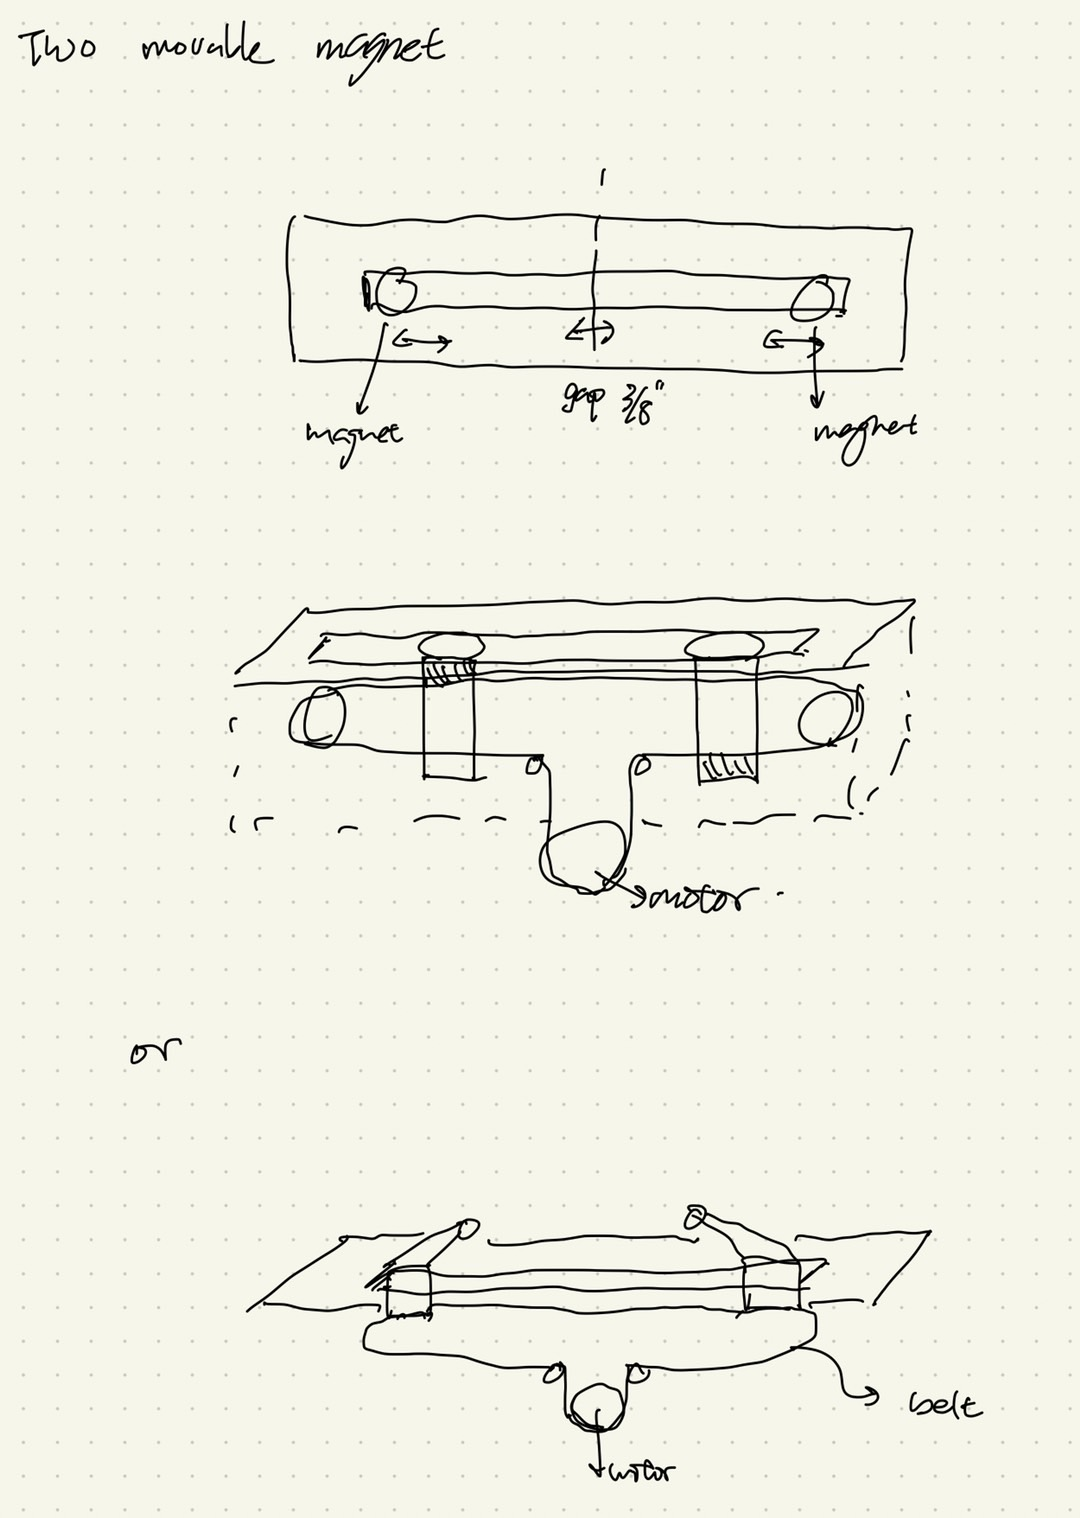 Two movable magnet
gap 3/8"
magnet
magnet
motor
or
belt
motor